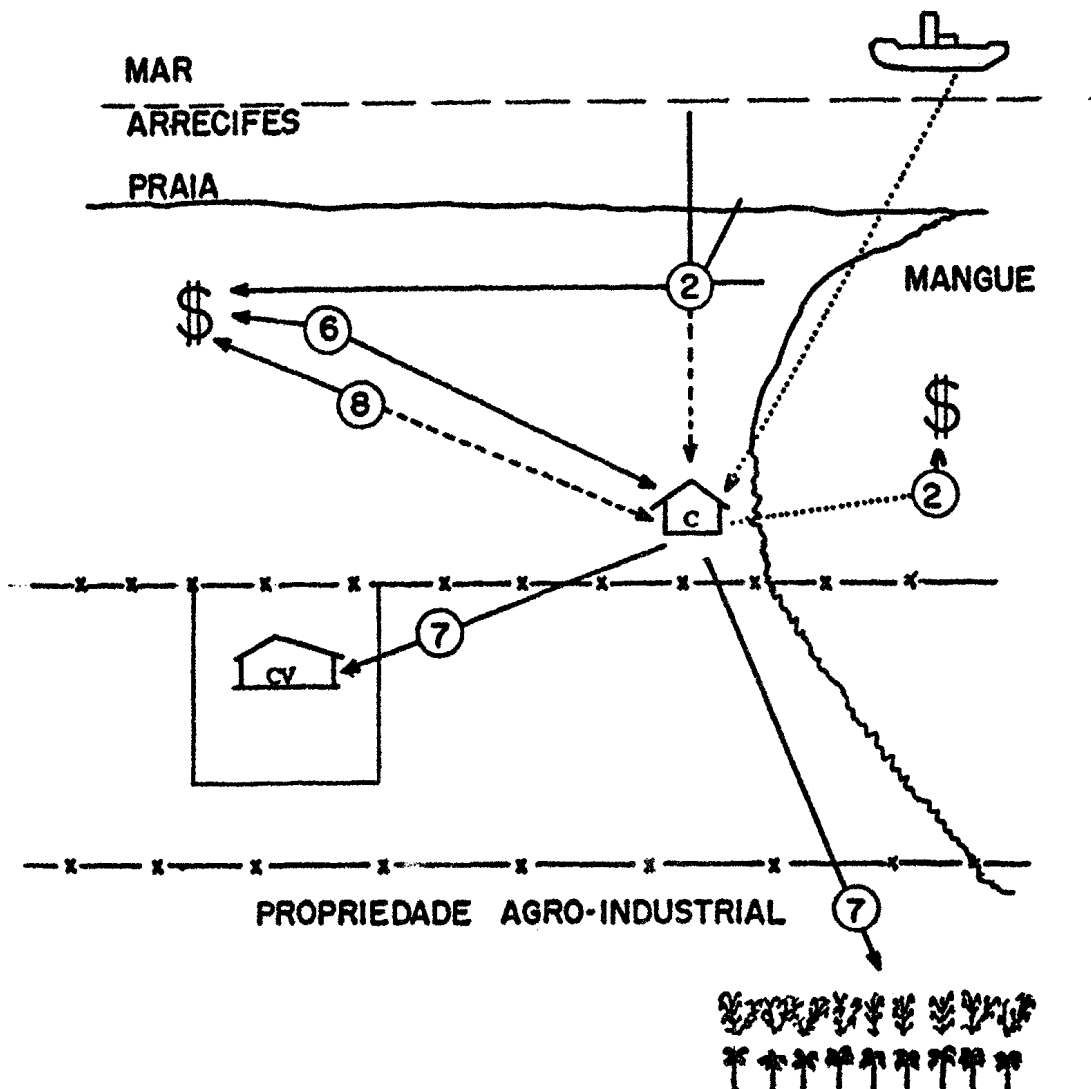 MAR
ARRECIFES
PRAIA
MANGUE
2
$
6
$
8
2
C
7
CV
PROPRIEDADE AGRO-INDUSTRIAL
7